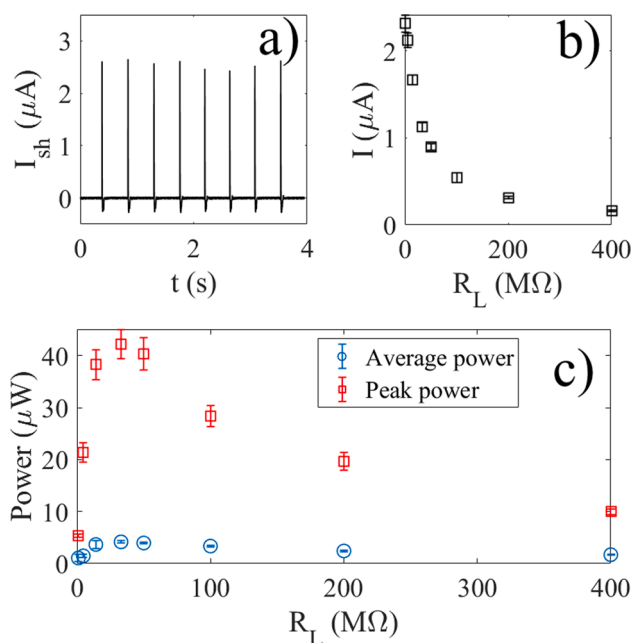 a)
3
2
1
0
I_sh (μA)
0
2
4
t (s)
b)
2
1
0
I (μA)
0
200
400
R_L (MΩ)
c)
Average power
Peak power
40
30
20
10
0
Power (μW)
0
100
200
300
400
R_L (MΩ)